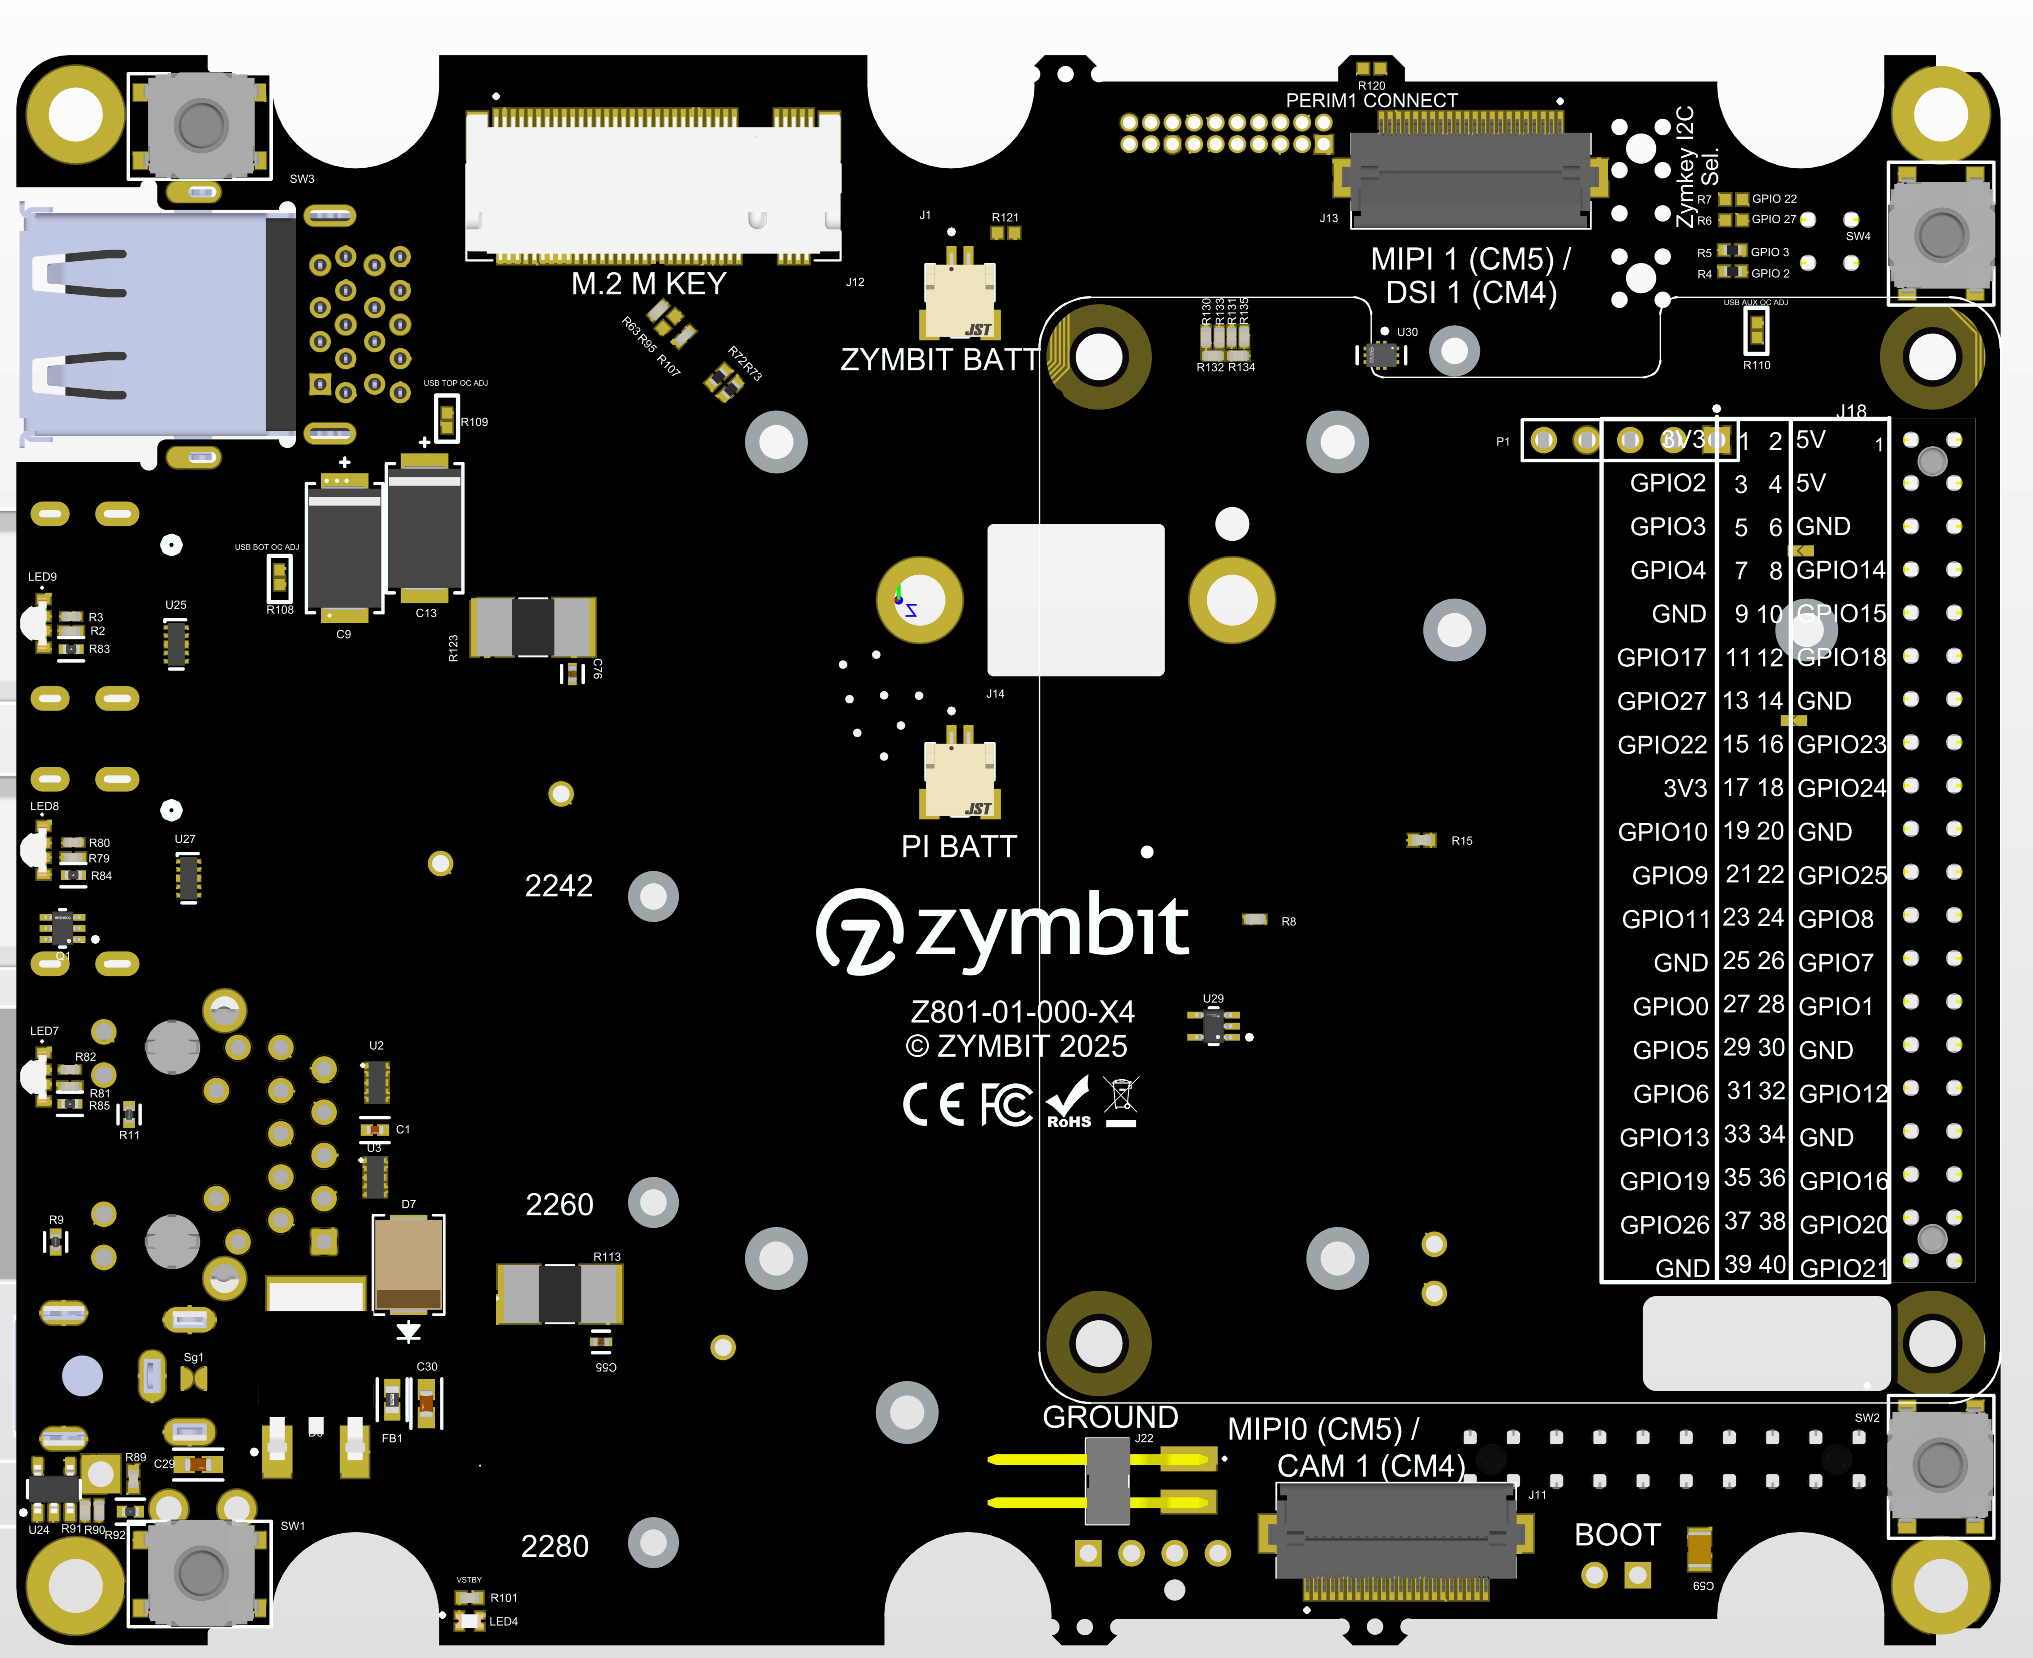 SW3
R120
PERIM1 CONNECT
Zymkey I2C
Sel.
R7 GPIO 22
R6 GPIO 27
R5 GPIO 3
R4 GPIO 2
SW4
J1
R121
J13
M.2 M KEY
J12
MIPI 1 (CM5) /
DSI 1 (CM4)
USB AUX OC ADJ
R110
R130
R133
R131
R135
R132 R134
U30
JST
ZYMBIT BATT
R63
R95
R107
R72
R73
USB TOP OC ADJ
R109
J18
P1
3V3 1 2 5V 1
GPIO2 3 4 5V
GPIO3 5 6 GND
GPIO4 7 8 GPIO14
GND 9 10 GPIO15
GPIO17 11 12 GPIO18
GPIO27 13 14 GND
GPIO22 15 16 GPIO23
3V3 17 18 GPIO24
GPIO10 19 20 GND
GPIO9 21 22 GPIO25
GPIO11 23 24 GPIO8
GND 25 26 GPIO7
GPIO0 27 28 GPIO1
GPIO5 29 30 GND
GPIO6 31 32 GPIO12
GPIO13 33 34 GND
GPIO19 35 36 GPIO16
GPIO26 37 38 GPIO20
GND 39 40 GPIO21
USB BOT OC ADJ
R108
C9
C13
LED9
R3
R2
R83
U25
R123
C76
Z
J14
JST
PI BATT
LED8
R80
R79
R84
U27
Q1
2242
R15
R8
zymbit
Z801-01-000-X4
© ZYMBIT 2025
CE FC RoHS
U29
LED7
R82
R81
R85
R11
U2
C1
U3
D7
R9
2260
R113
C55
Sg1
C30
FB1
GROUND
J22
MIPI0 (CM5) /
CAM 1 (CM4)
SW2
J11
R89
C29
U24
R91
R90
R92
SW1
2280
BOOT
C59
VSTBY
R101
LED4